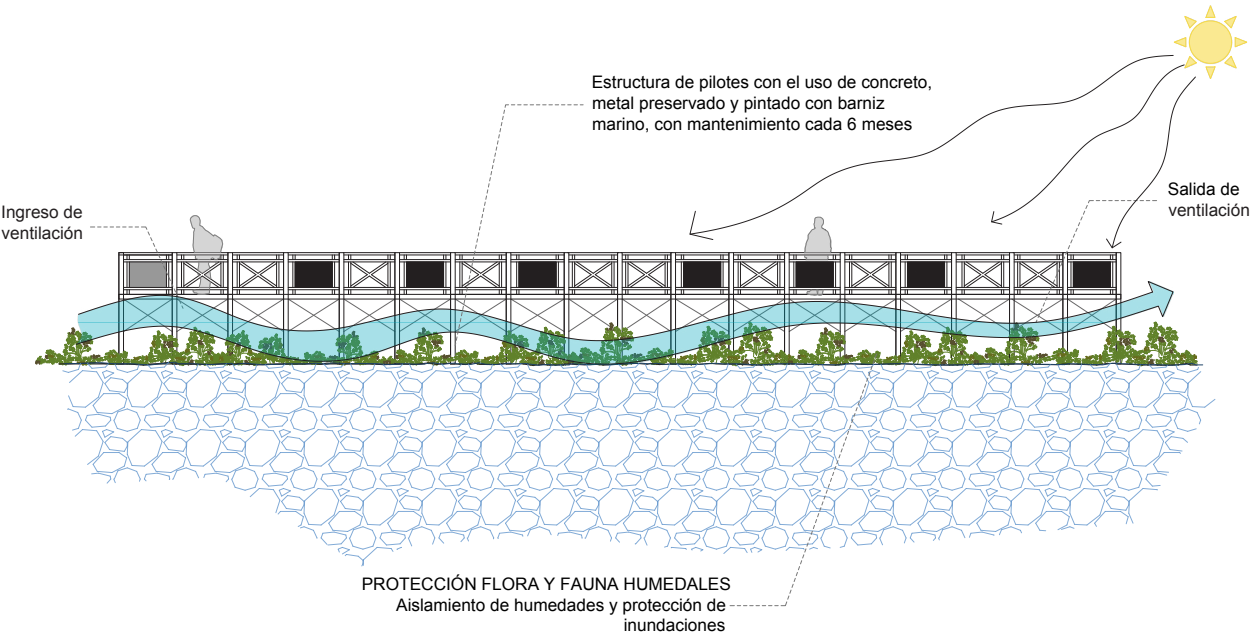 Estructura de pilotes con el uso de concreto,
metal preservado y pintado con barniz
marino, con mantenimiento cada 6 meses
Ingreso de
ventilación
Salida de
ventilación
PROTECCIÓN FLORA Y FAUNA HUMEDALES
Aislamiento de humedades y protección de
inundaciones